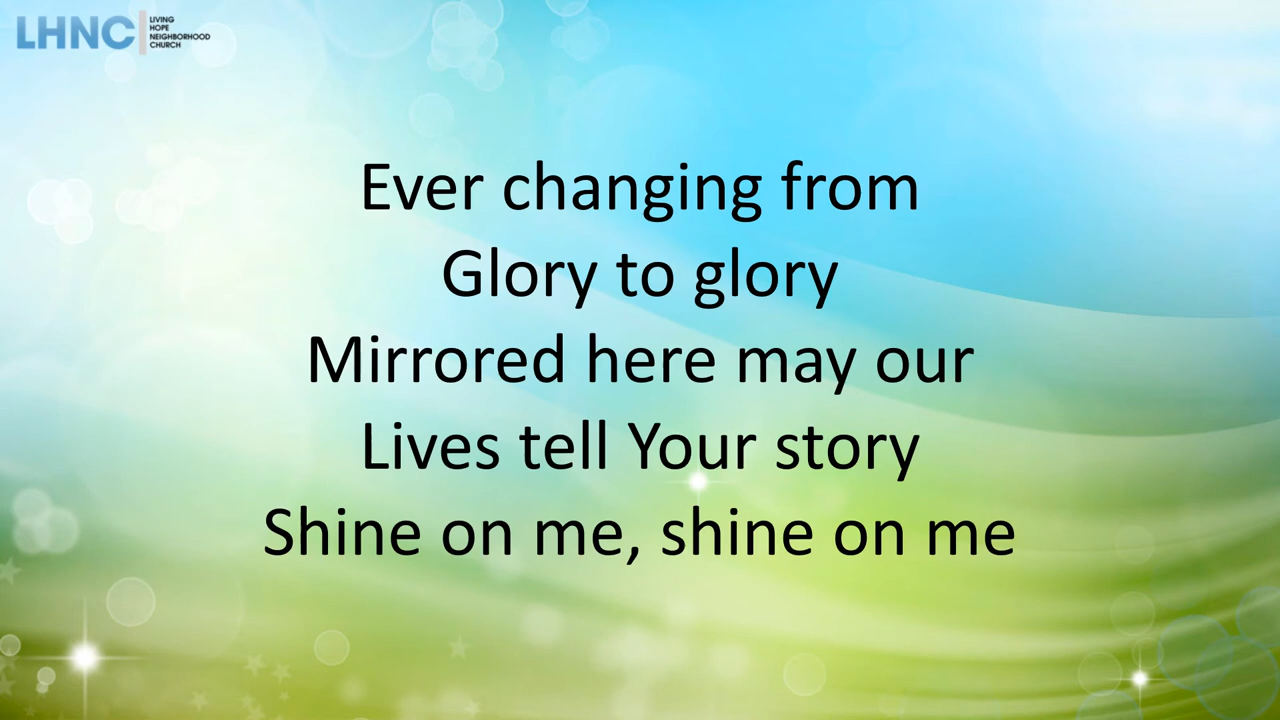 LHNC
LIVING
HOPE
NEIGHBORHOOD
CHURCH
Ever changing from
Glory to glory
Mirrored here may our
Lives tell Your story
Shine on me, shine on me